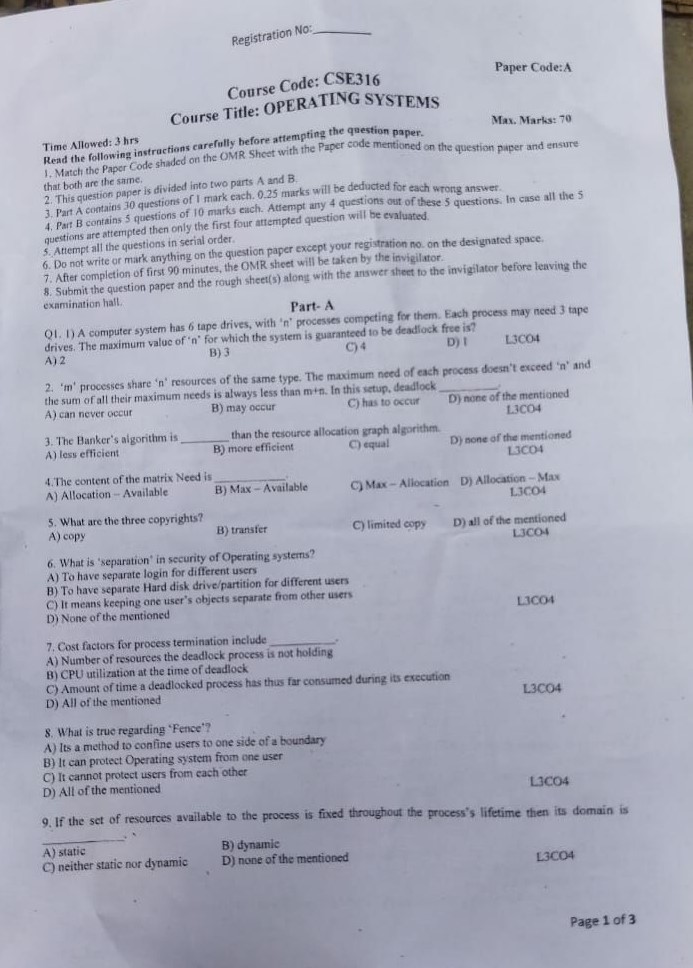 Registration No:
Paper Code:A
Course Code: CSE316
Course Title: OPERATING SYSTEMS
Time Allowed: 3 hrs
Max. Marks: 70
Read the following instructions carefully before attempting the question paper.
1. Match the Paper Code shaded on the OMR Sheet with the Paper code mentioned on the question paper and ensure
that both are the same.
2. This question paper is divided into two parts A and B.
3. Part A contains 30 questions of 1 mark each. 0.25 marks will be deducted for each wrong answer.
4. Part B contains 5 questions of 10 marks each. Attempt any 4 questions out of these 5 questions. In case all the 5
questions are attempted then only the first four attempted question will be evaluated.
5. Attempt all the questions in serial order.
6. Do not write or mark anything on the question paper except your registration no. on the designated space.
7. After completion of first 90 minutes, the OMR sheet will be taken by the invigilator.
8. Submit the question paper and the rough sheet(s) along with the answer sheet to the invigilator before leaving the
examination hall.
Part- A
Q1. 1) A computer system has 6 tape drives, with 'n' processes competing for them. Each process may need 3 tape
drives. The maximum value of 'n' for which the system is guaranteed to be deadlock free is?
A) 2 B) 3 C) 4 D) 1 L3CO4
2. 'm' processes share 'n' resources of the same type. The maximum need of each process doesn't exceed 'n' and
the sum of all their maximum needs is always less than m+n. In this setup, deadlock __________.
A) can never occur B) may occur C) has to occur D) none of the mentioned
L3CO4
3. The Banker's algorithm is ________ than the resource allocation graph algorithm.
A) less efficient B) more efficient C) equal D) none of the mentioned
L3CO4
4.The content of the matrix Need is __________.
A) Allocation – Available B) Max – Available C) Max – Allocation D) Allocation – Max
L3CO4
5. What are the three copyrights?
A) copy B) transfer C) limited copy D) all of the mentioned
L3CO4
6. What is 'separation' in security of Operating systems?
A) To have separate login for different users
B) To have separate Hard disk drive/partition for different users
C) It means keeping one user's objects separate from other users
D) None of the mentioned
L3CO4
7. Cost factors for process termination include __________.
A) Number of resources the deadlock process is not holding
B) CPU utilization at the time of deadlock
C) Amount of time a deadlocked process has thus far consumed during its execution
D) All of the mentioned
L3CO4
8. What is true regarding 'Fence'?
A) Its a method to confine users to one side of a boundary
B) It can protect Operating system from one user
C) It cannot protect users from each other
D) All of the mentioned
L3CO4
9. If the set of resources available to the process is fixed throughout the process's lifetime then its domain is
____________.
A) static B) dynamic
C) neither static nor dynamic D) none of the mentioned
L3CO4
Page 1 of 3